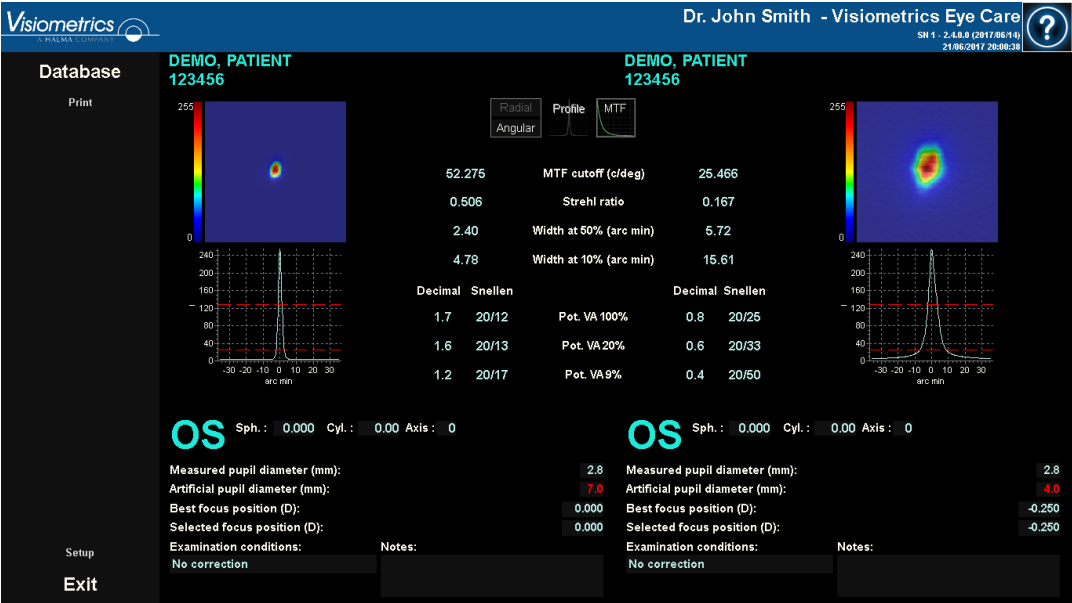 Visiometrics
A HALMA COMPANY
Dr. John Smith - Visiometrics Eye Care
SN 1 - 2.4.0.0 (2017/06/14)
21/06/2017 20:00:38
?
Database
Print
Setup
Exit
DEMO, PATIENT
123456
DEMO, PATIENT
123456
255
0
Radial
Angular
Profile
MTF
255
0
52.275 MTF cutoff (c/deg) 25.466
0.506 Strehl ratio 0.167
2.40 Width at 50% (arc min) 5.72
4.78 Width at 10% (arc min) 15.61
Decimal Snellen Decimal Snellen
1.7 20/12 Pot. VA 100% 0.8 20/25
1.6 20/13 Pot. VA 20% 0.6 20/33
1.2 20/17 Pot. VA 9% 0.4 20/50
240
200
160
120
80
40
0
-30 -20 -10 0 10 20 30
arc min
240
200
160
120
80
40
0
-30 -20 -10 0 10 20 30
arc min
OS Sph. : 0.000 Cyl. : 0.00 Axis : 0
Measured pupil diameter (mm): 2.8
Artificial pupil diameter (mm): 7.0
Best focus position (D): 0.000
Selected focus position (D): 0.000
Examination conditions: Notes:
No correction
OS Sph. : 0.000 Cyl. : 0.00 Axis : 0
Measured pupil diameter (mm): 2.8
Artificial pupil diameter (mm): 4.0
Best focus position (D): -0.250
Selected focus position (D): -0.250
Examination conditions: Notes:
No correction